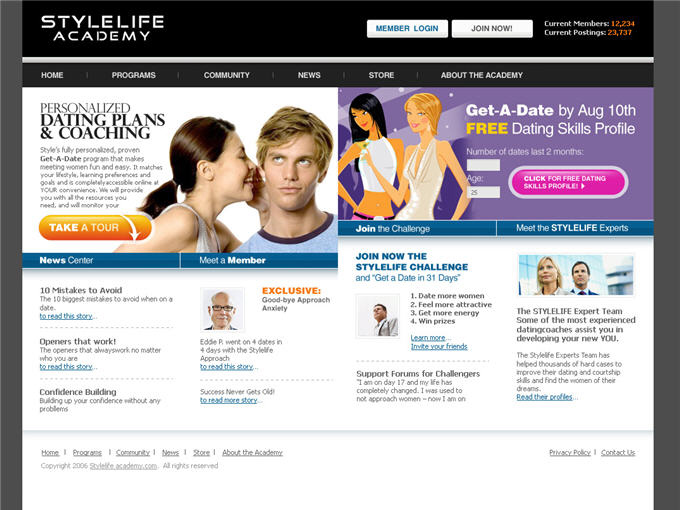 STYLELIFE
ACADEMY
MEMBER LOGIN
JOIN NOW!
Current Members: 12,234
Current Postings: 23,737
HOME | PROGRAMS | COMMUNITY | NEWS | STORE | ABOUT THE ACADEMY
PERSONALIZED
DATING PLANS
& COACHING
Style's fully personalized, proven
Get-A-Date program that makes
meeting women fun and easy. It matches
your lifestyle, learning preferences and
goals and is completelyaccessible online at
YOUR convenience. We will provide
you with all the resources you
need, and will monitor your
TAKE A TOUR
Get-A-Date by Aug 10th
FREE Dating Skills Profile
Number of dates last 2 months:
Age:
25
CLICK FOR FREE DATING
SKILLS PROFILE!
News Center
Meet a Member
Join the Challenge
Meet the STYLELIFE Experts
10 Mistakes to Avoid
The 10 biggest mistakes to avoid when on a
date.
to read this story...
Openers that work!
The openers that alwayswork no matter
who you are
to read this story...
Confidence Building
Building up your confidence without any
problems
EXCLUSIVE:
Good-bye Approach
Anxiety
Eddie P. went on 4 dates in
4 days with the Stylelife
Approach
to read this story...
Success Never Gets Old!
to read more story...
JOIN NOW THE
STYLELIFE CHALLENGE
and "Get a Date in 31 Days"
1. Date more women
2. Feel more attractive
3. Get more energy
4. Win prizes
Learn more...
Invite your friends
Support Forums for Challengers
"I am on day 17 and my life has
completely changed. I was used to
not approach women – now I am on
The STYLELIFE Expert Team
Some of the most experienced
datingcoaches assist you in
developing your new YOU.
The Stylelife Experts Team has
helped thousands of hard cases to
improve their dating and courtship
skills and find the women of their
dreams.
Read their profiles...
Home | Programs | Community | News | Store | About the Academy
Privacy Policy | Contact Us
Copyright 2006 Stylelife academy.com. All rights reserved